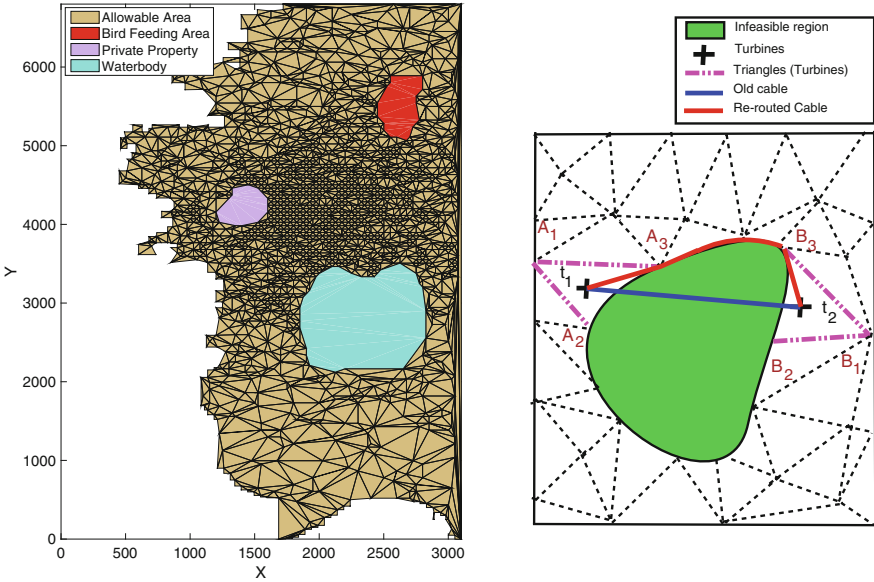 Allowable Area
Bird Feeding Area
Private Property
Waterbody
6000
5000
4000
3000
2000
1000
0
Y
0
500
1000
1500
2000
2500
3000
X
Infeasible region
Turbines
Triangles (Turbines)
Old cable
Re-routed Cable
A1
A3
B3
t1
t2
A2
B2
B1